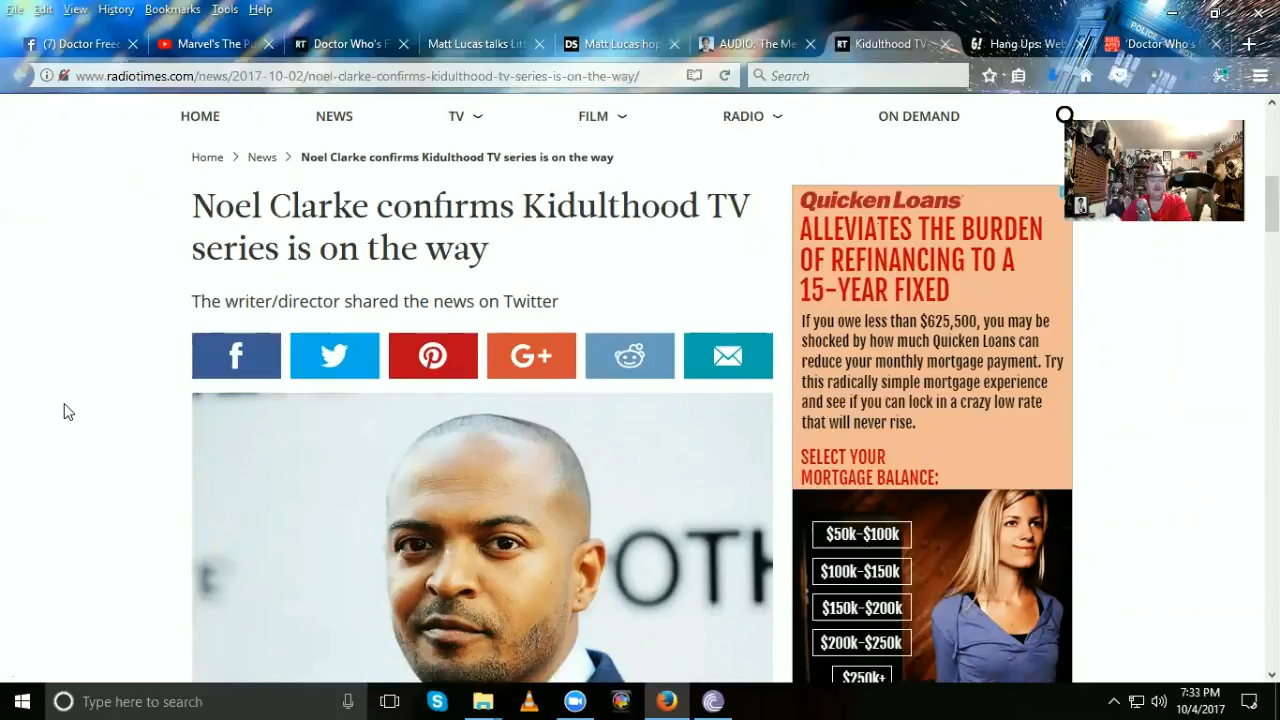 File Edit View History Bookmarks Tools Help
(7) Doctor Free
Marvel's The Pu
Doctor Who's F
Matt Lucas talks Litt
Matt Lucas hop
AUDIO: The Me
Kidulthood TV
Hang Ups: Web
'Doctor Who's
www.radiotimes.com/news/2017-10-02/noel-clarke-confirms-kidulthood-tv-series-is-on-the-way/
Search
HOME NEWS TV FILM RADIO ON DEMAND
Home > News > Noel Clarke confirms Kidulthood TV series is on the way
Noel Clarke confirms Kidulthood TV
series is on the way
The writer/director shared the news on Twitter
G+
OTH
Quicken Loans
ALLEVIATES THE BURDEN
OF REFINANCING TO A
15-YEAR FIXED
If you owe less than $625,500, you may be
shocked by how much Quicken Loans can
reduce your monthly mortgage payment. Try
this radically simple mortgage experience
and see if you can lock in a crazy low rate
that will never rise.
SELECT YOUR
MORTGAGE BALANCE:
$50k-$100k
$100k-$150k
$150k-$200k
$200k-$250k
$250k+
Type here to search
7:33 PM
10/4/2017